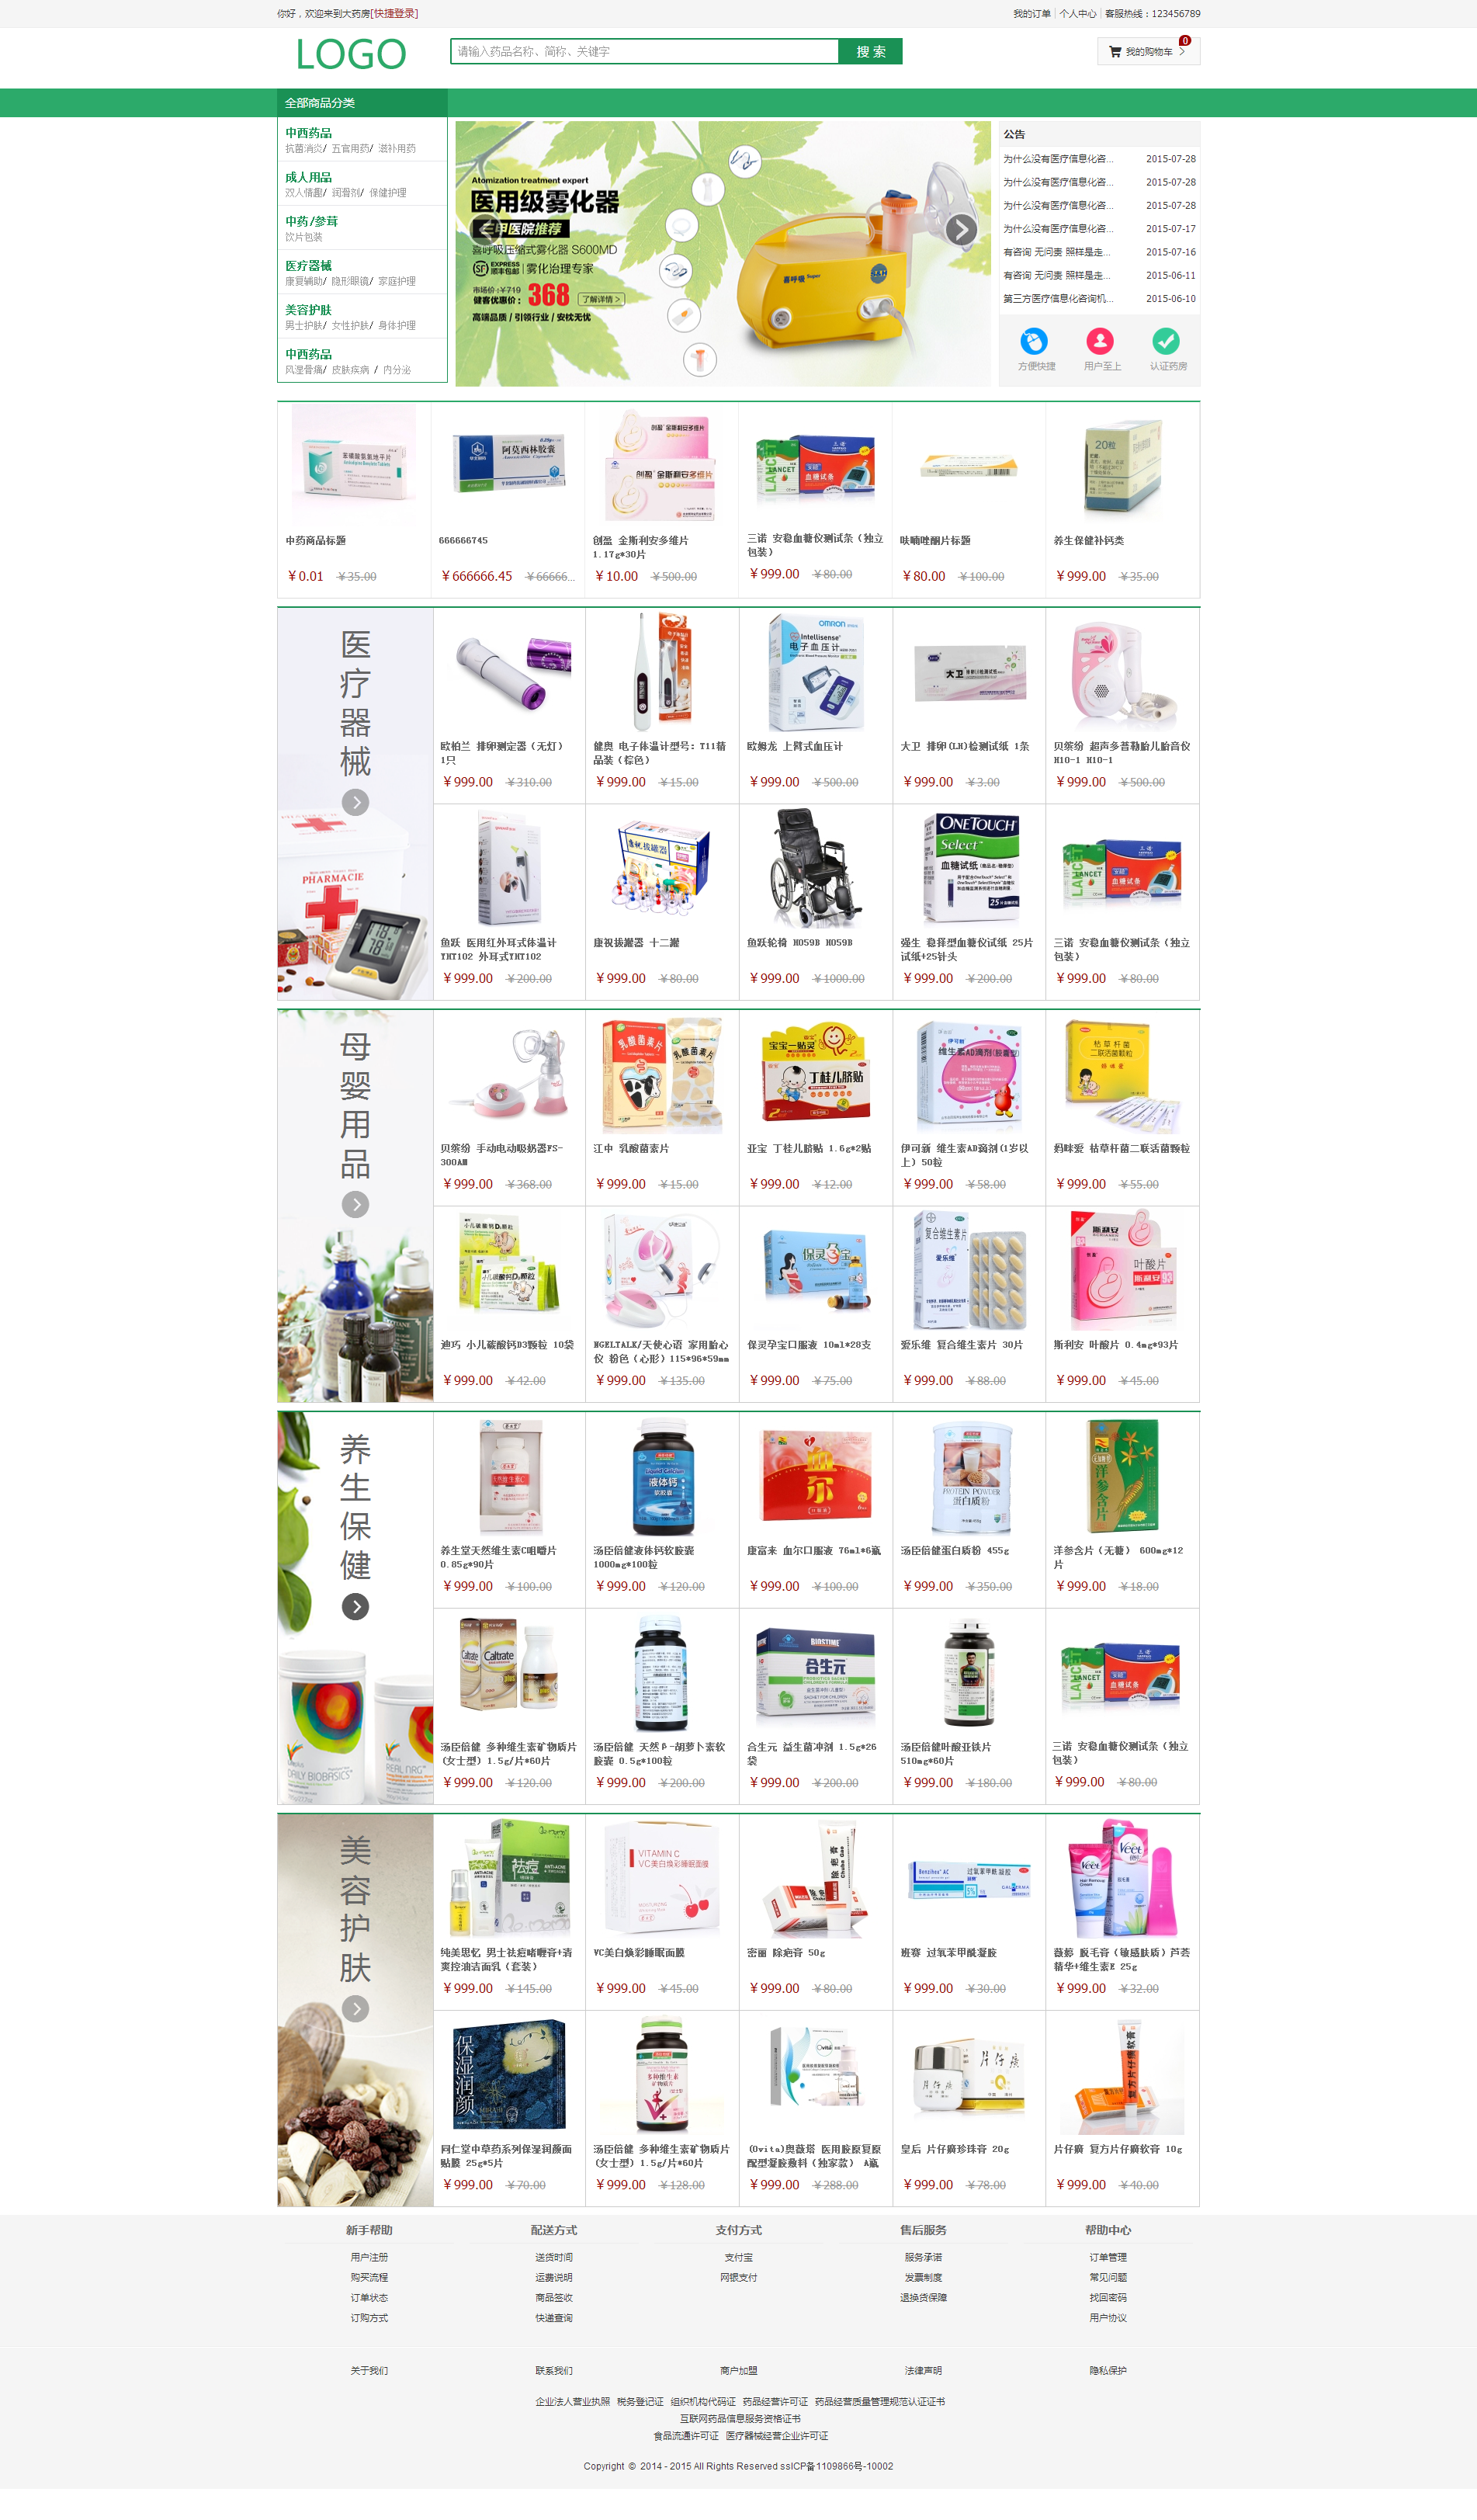 你好，欢迎来到大药房[快捷登录]
我的订单 个人中心 客服热线：123456789
LOGO
请输入药品名称、简称、关键字
搜 索
我的购物车
0
全部商品分类
中西药品
抗菌消炎/ 五官用药/ 滋补用药
成人用品
双人情趣/ 润滑剂/ 保健护理
中药/参茸
饮片包装
医疗器械
康复辅助/ 隐形眼镜/ 家庭护理
美容护肤
男士护肤/ 女性护肤/ 身体护理
中西药品
风湿骨痛/ 皮肤疾病 / 内分泌
Atomization treatment expert
医用级雾化器
三甲医院推荐
喜呼吸压缩式雾化器 S600MD
SF EXPRESS 顺丰包邮 雾化治理专家
市场价：¥719
健客优惠价： 368 了解详情 >
高端品质 / 引领行业 / 安枕无忧
喜呼吸 Super
公告
为什么没有医疗信息化咨... 2015-07-28
为什么没有医疗信息化咨... 2015-07-28
为什么没有医疗信息化咨... 2015-07-28
为什么没有医疗信息化咨... 2015-07-17
有咨询 无问责 照样是走... 2015-07-16
有咨询 无问责 照样是走... 2015-06-11
第三方医疗信息化咨询机... 2015-06-10
方便快捷 用户至上 认证药房
中药商品标题
￥0.01 ￥35.00
666666745
￥666666.45 ￥66666...
创盈 金斯利安多维片
1.17g*30片
￥10.00 ￥500.00
三诺 安稳血糖仪测试条（独立
包装）
￥999.00 ￥80.00
呋喃唑酮片标题
￥80.00 ￥100.00
养生保健补钙类
￥999.00 ￥35.00
医疗器械
PHARMACIE
欧柏兰 排卵测定器（无灯）
1只
￥999.00 ￥310.00
健奥 电子体温计型号：T11精
品装（棕色）
￥999.00 ￥15.00
欧姆龙 上臂式血压计
￥999.00 ￥500.00
大卫 排卵(LH)检测试纸 1条
￥999.00 ￥3.00
贝缤纷 超声多普勒胎儿胎音仪
H10-1 H10-1
￥999.00 ￥500.00
鱼跃 医用红外耳式体温计
YHT102 外耳式YHT102
￥999.00 ￥200.00
康祝拔罐器 十二罐
￥999.00 ￥80.00
鱼跃轮椅 H059B H059B
￥999.00 ￥1000.00
强生 稳择型血糖仪试纸 25片
试纸+25针头
￥999.00 ￥200.00
三诺 安稳血糖仪测试条（独立
包装）
￥999.00 ￥80.00
母婴用品
贝缤纷 手动电动吸奶器FS-
300AM
￥999.00 ￥368.00
江中 乳酸菌素片
￥999.00 ￥15.00
亚宝 丁桂儿脐贴 1.6g*2贴
￥999.00 ￥12.00
伊可新 维生素AD滴剂(1岁以
上) 50粒
￥999.00 ￥58.00
妈咪爱 枯草杆菌二联活菌颗粒
￥999.00 ￥55.00
迪巧 小儿碳酸钙D3颗粒 10袋
￥999.00 ￥42.00
NGELTALK/天使心语 家用胎心
仪 粉色（心形）115*96*59mm
￥999.00 ￥135.00
保灵孕宝口服液 10ml*28支
￥999.00 ￥75.00
爱乐维 复合维生素片 30片
￥999.00 ￥88.00
斯利安 叶酸片 0.4mg*93片
￥999.00 ￥45.00
养生保健
DAILY BIOBASICS
REAL NRG
养生堂天然维生素C咀嚼片
0.85g*90片
￥999.00 ￥100.00
汤臣倍健液体钙软胶囊
1000mg*100粒
￥999.00 ￥120.00
康富来 血尔口服液 76ml*6瓶
￥999.00 ￥100.00
汤臣倍健蛋白质粉 455g
￥999.00 ￥350.00
洋参含片（无糖） 600mg*12
片
￥999.00 ￥18.00
汤臣倍健 多种维生素矿物质片
(女士型) 1.5g/片*60片
￥999.00 ￥120.00
汤臣倍健 天然β-胡萝卜素软
胶囊 0.5g*100粒
￥999.00 ￥200.00
合生元 益生菌冲剂 1.5g*26
袋
￥999.00 ￥200.00
汤臣倍健叶酸亚铁片
510mg*60片
￥999.00 ￥180.00
三诺 安稳血糖仪测试条（独立
包装）
￥999.00 ￥80.00
美容护肤
纯美思忆 男士祛痘啫喱膏+清
爽控油洁面乳（套装）
￥999.00 ￥145.00
VC美白焕彩睡眠面膜
￥999.00 ￥45.00
密丽 除疤膏 50g
￥999.00 ￥80.00
班赛 过氧苯甲酰凝胶
￥999.00 ￥30.00
薇婷 脱毛膏（敏感肤质）芦荟
精华+维生素E 25g
￥999.00 ￥32.00
同仁堂中草药系列保湿润颜面
贴膜 25g*5片
￥999.00 ￥70.00
汤臣倍健 多种维生素矿物质片
(女士型) 1.5g/片*60片
￥999.00 ￥128.00
(Ovita)奥薇塔 医用胶原复原
配型凝胶敷料（独家款） A瓶
￥999.00 ￥288.00
皇后 片仔癀珍珠膏 20g
￥999.00 ￥78.00
片仔癀 复方片仔癀软膏 10g
￥999.00 ￥40.00
新手帮助 配送方式 支付方式 售后服务 帮助中心
用户注册 送货时间 支付宝 服务承诺 订单管理
购买流程 运费说明 网银支付 发票制度 常见问题
订单状态 商品签收 退换货保障 找回密码
订购方式 快递查询 用户协议
关于我们 联系我们 商户加盟 法律声明 隐私保护
企业法人营业执照 税务登记证 组织机构代码证 药品经营许可证 药品经营质量管理规范认证证书
互联网药品信息服务资格证书
食品流通许可证 医疗器械经营企业许可证
Copyright © 2014 - 2015 All Rights Reserved ssICP备1109866号-10002